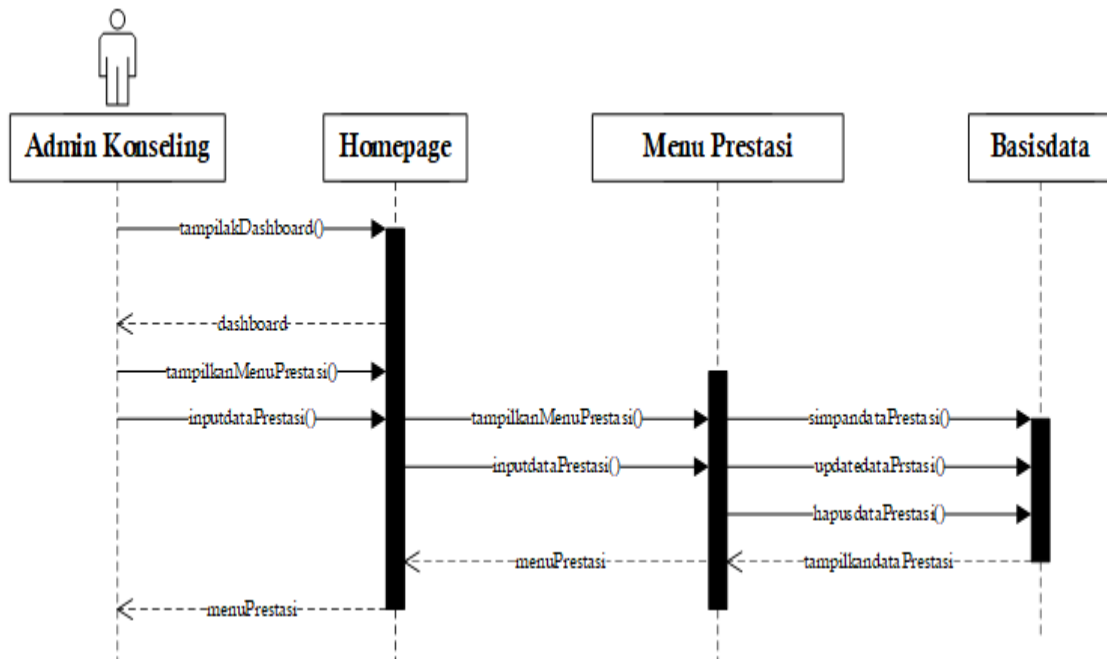 Admin Konseling
Homepage
Menu Prestasi
Basisdata
tampilakDashboard()
dashboard
tampilkanMenuPrestasi()
inputdataPrestasi()
tampilkanMenuPrestasi()
simpandataPrestasi()
inputdataPrestasi()
updatedataPrstasi()
hapusdataPrestasi()
menuPrestasi
tampilkandataPrestasi
menuPrestasi